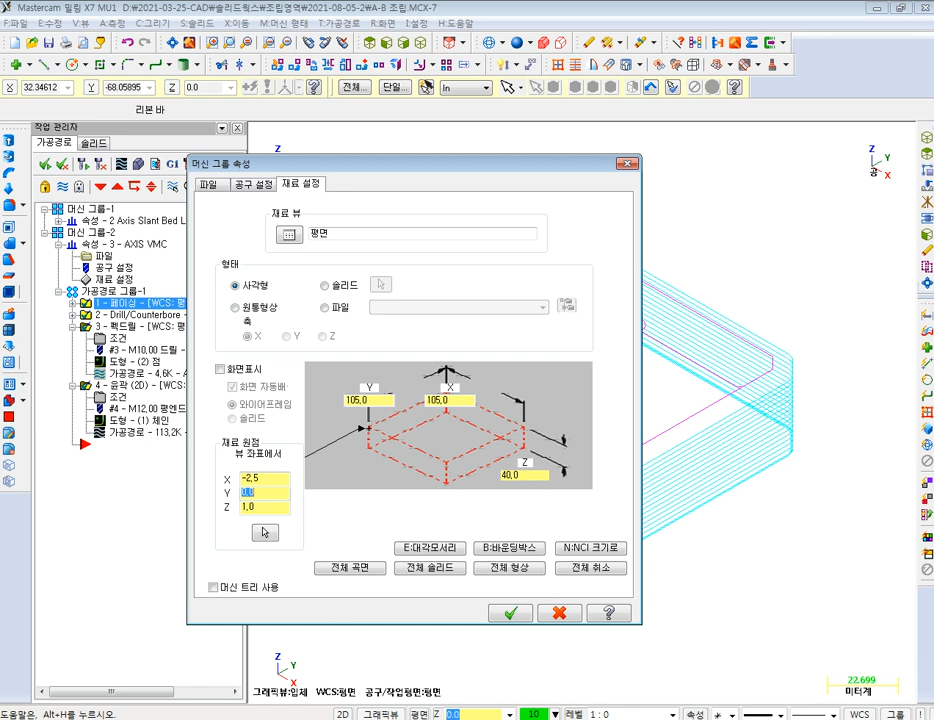 Mastercam 밀링 X7 MU1 D:\2021-03-25-CAD\솔리드웍스\조립영역\2021-08-05-2\A-B 조립.MCX-7
F:파일 E:수정 V:뷰 A:측정 C:그리기 S:솔리드 X:이동 M:머신 형태 T:가공경로 R:화면 I:설정 H:도움말
X 32.34612 Y -68.05895 Z 0.0 전체... 단일... In
리본 바
작업 관리자
가공경로 솔리드
G1
머신 그룹-1
속성 - 2 Axis Slant Bed L
머신 그룹-2
속성 - 3 - AXIS VMC
파일
공구 설정
재료 설정
가공경로 그룹-1
1 - 페이싱 - [WCS: 평
2 - Drill/Counterbore -
3 - 펙드릴 - [WCS: 평
조건
#3 - M10,00 드릴 -
도형 - (2) 점
가공경로 - 4,6K -
4 - 윤곽 (2D) - [WCS:
조건
#4 - M12,00 평엔드
도형 - (1) 체인
가공경로 - 113,2K -
머신 그룹 속성
파일 공구 설정 재료 설정
재료 뷰
평면
형태
사각형 솔리드
원통형상 파일
축
X Y Z
화면표시
화면 자동배
와이어프레임
솔리드
Y X
105,0 105,0
Z
40,0
재료 원점
뷰 좌표에서
X -2,5
Y 0,0
Z 1,0
E:대각모서리 B:바운딩박스 N:NCI 크기로
전체 곡면 전체 솔리드 전체 형상 전체 취소
머신 트리 사용
Z
Z Y X
공
Z Y X
22.699
미터계
그래픽뷰:입체 WCS:평면 공구/작업평면:평면
도움말은, Alt+H를 누르시오.
2D 그래픽뷰 평면 Z 0.0 10 레벨 1 : 0 속성 WCS 그룹